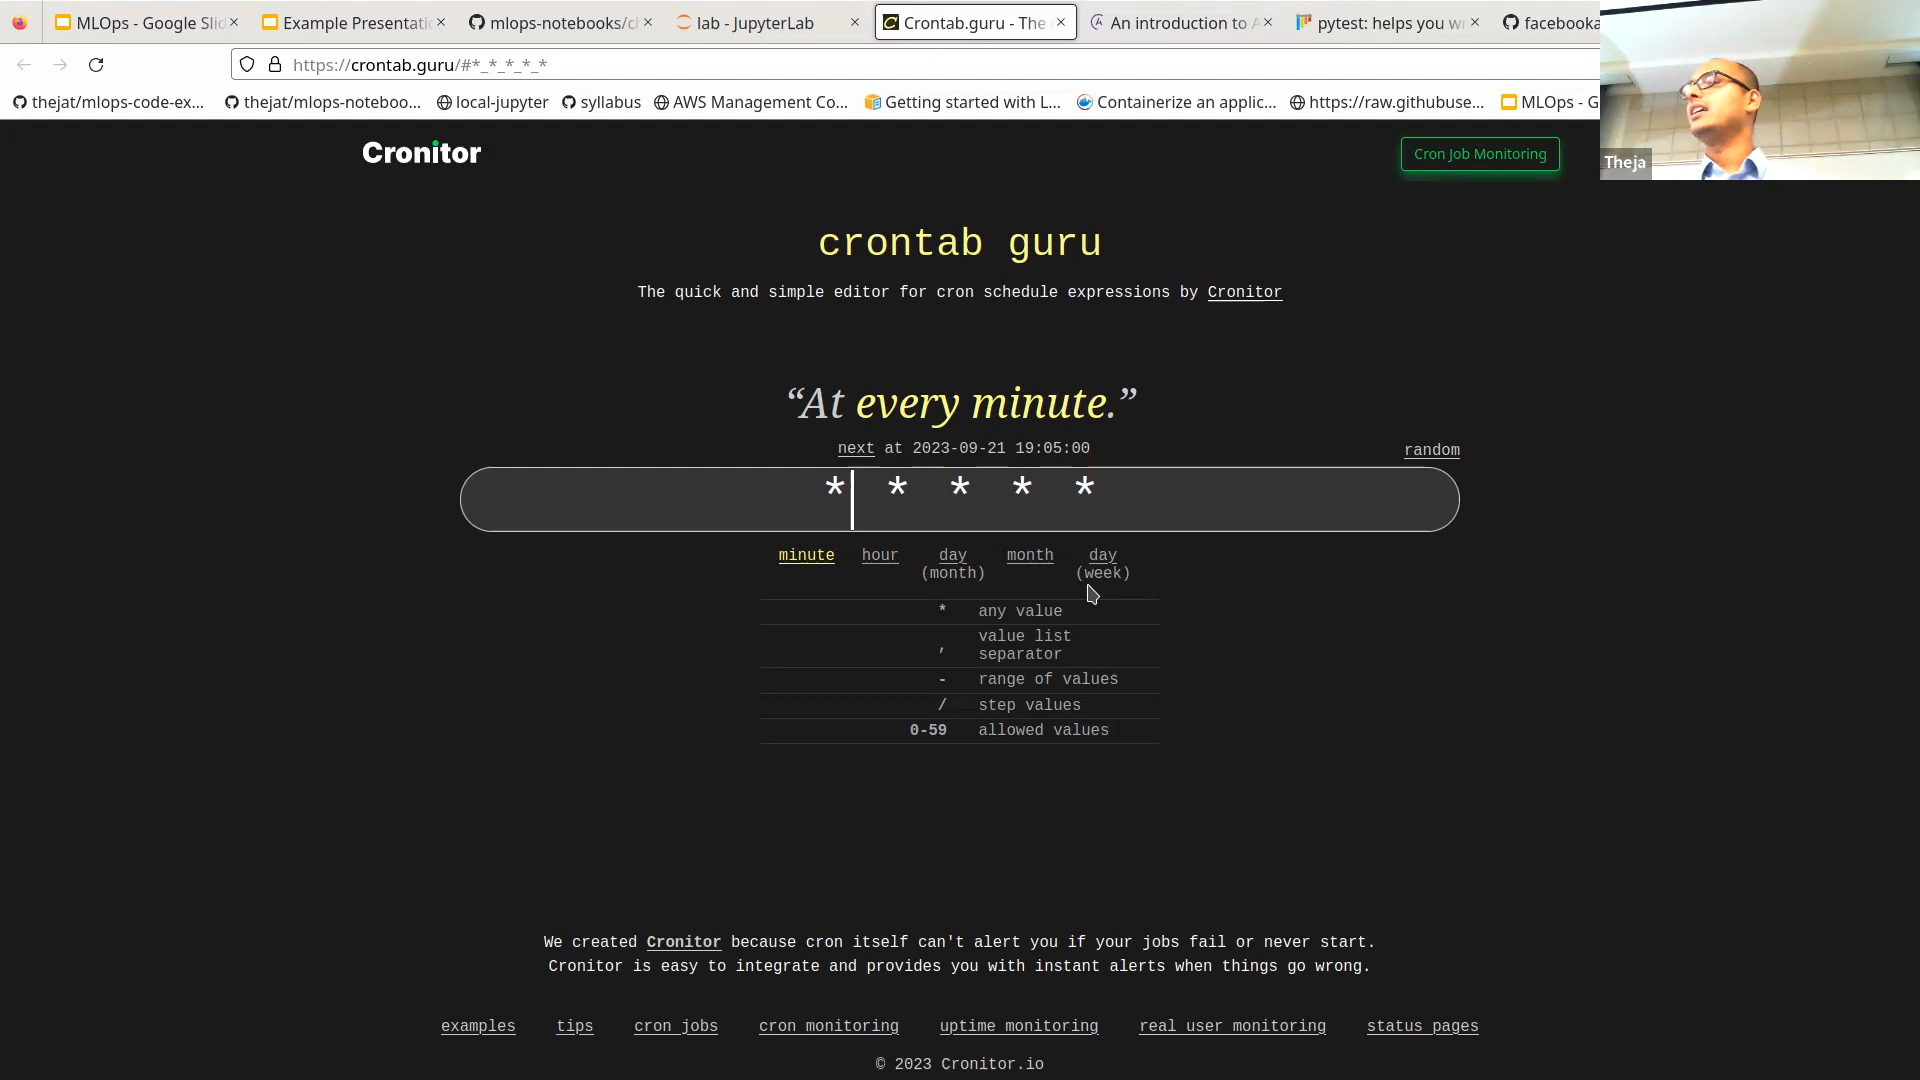 MLOps - Google Slid
Example Presentatio
mlops-notebooks/cl
lab - JupyterLab
Crontab.guru - The
An introduction to A
pytest: helps you wr
facebooka
https://crontab.guru/#*_*_*_*_*
thejat/mlops-code-ex...
thejat/mlops-noteboo...
local-jupyter
syllabus
AWS Management Co...
Getting started with L...
Containerize an applic...
https://raw.githubuse...
MLOps - G
Theja
Cronitor
Cron Job Monitoring
crontab guru
The quick and simple editor for cron schedule expressions by Cronitor
“At every minute.”
next at 2023-09-21 19:05:00
random
* * * * *
minute hour day (month) month day (week)
* any value
, value list separator
- range of values
/ step values
0-59 allowed values
We created Cronitor because cron itself can't alert you if your jobs fail or never start.
Cronitor is easy to integrate and provides you with instant alerts when things go wrong.
examples tips cron jobs cron monitoring uptime monitoring real user monitoring status pages
© 2023 Cronitor.io